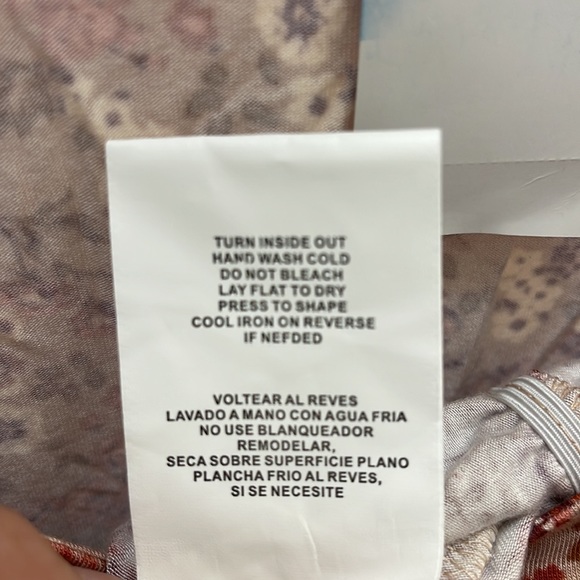 TURN INSIDE OUT
HAND WASH COLD
DO NOT BLEACH
LAY FLAT TO DRY
PRESS TO SHAPE
COOL IRON ON REVERSE
IF NEFDED
VOLTEAR AL REVES
LAVADO A MANO CON AGUA FRIA
NO USE BLANQUEADOR
REMODELAR,
SECA SOBRE SUPERFICIE PLANO
PLANCHA FRIO AL REVES,
SI SE NECESITE